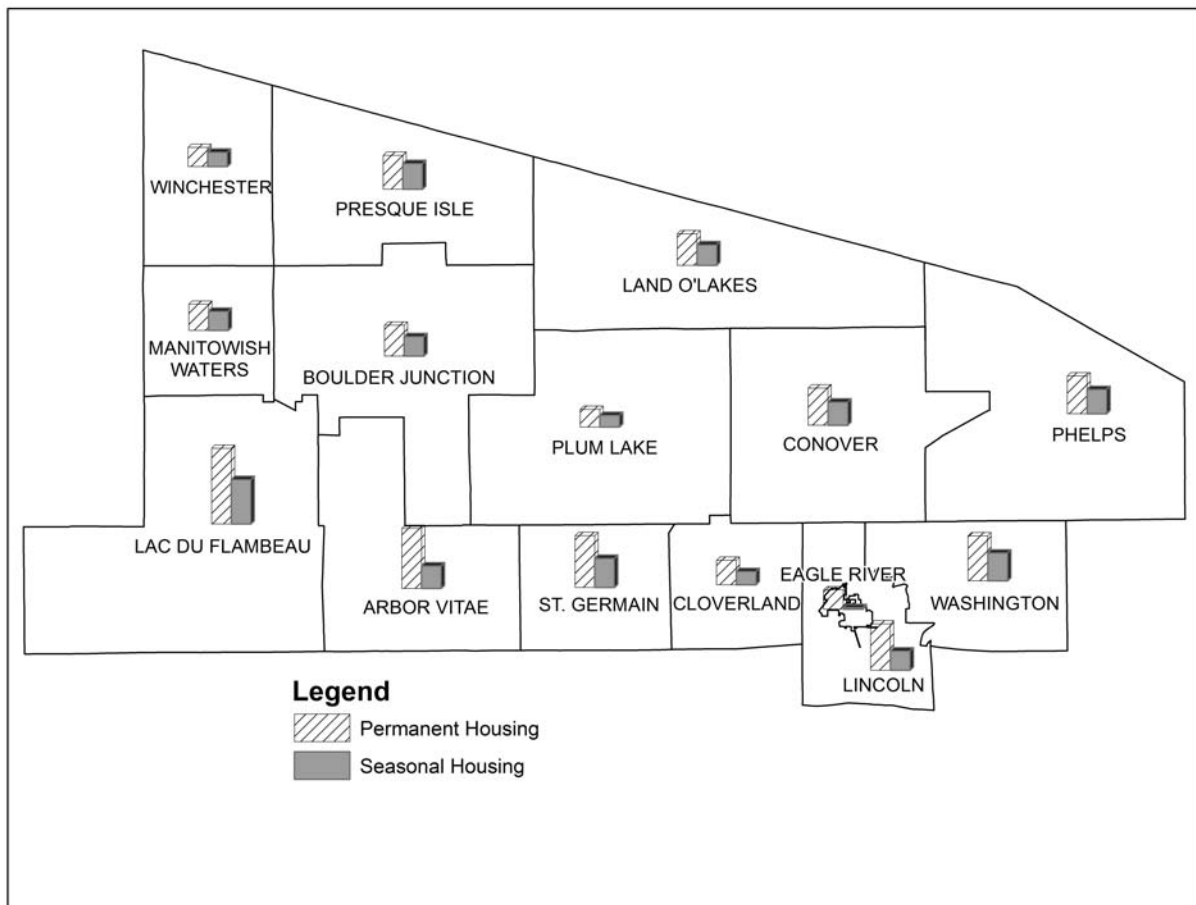 WINCHESTER
PRESQUE ISLE
LAND O'LAKES
MANITOWISH
WATERS
BOULDER JUNCTION
PLUM LAKE
CONOVER
PHELPS
LAC DU FLAMBEAU
ARBOR VITAE
ST. GERMAIN
CLOVERLAND
EAGLE RIVER
WASHINGTON
LINCOLN
Legend
Permanent Housing
Seasonal Housing